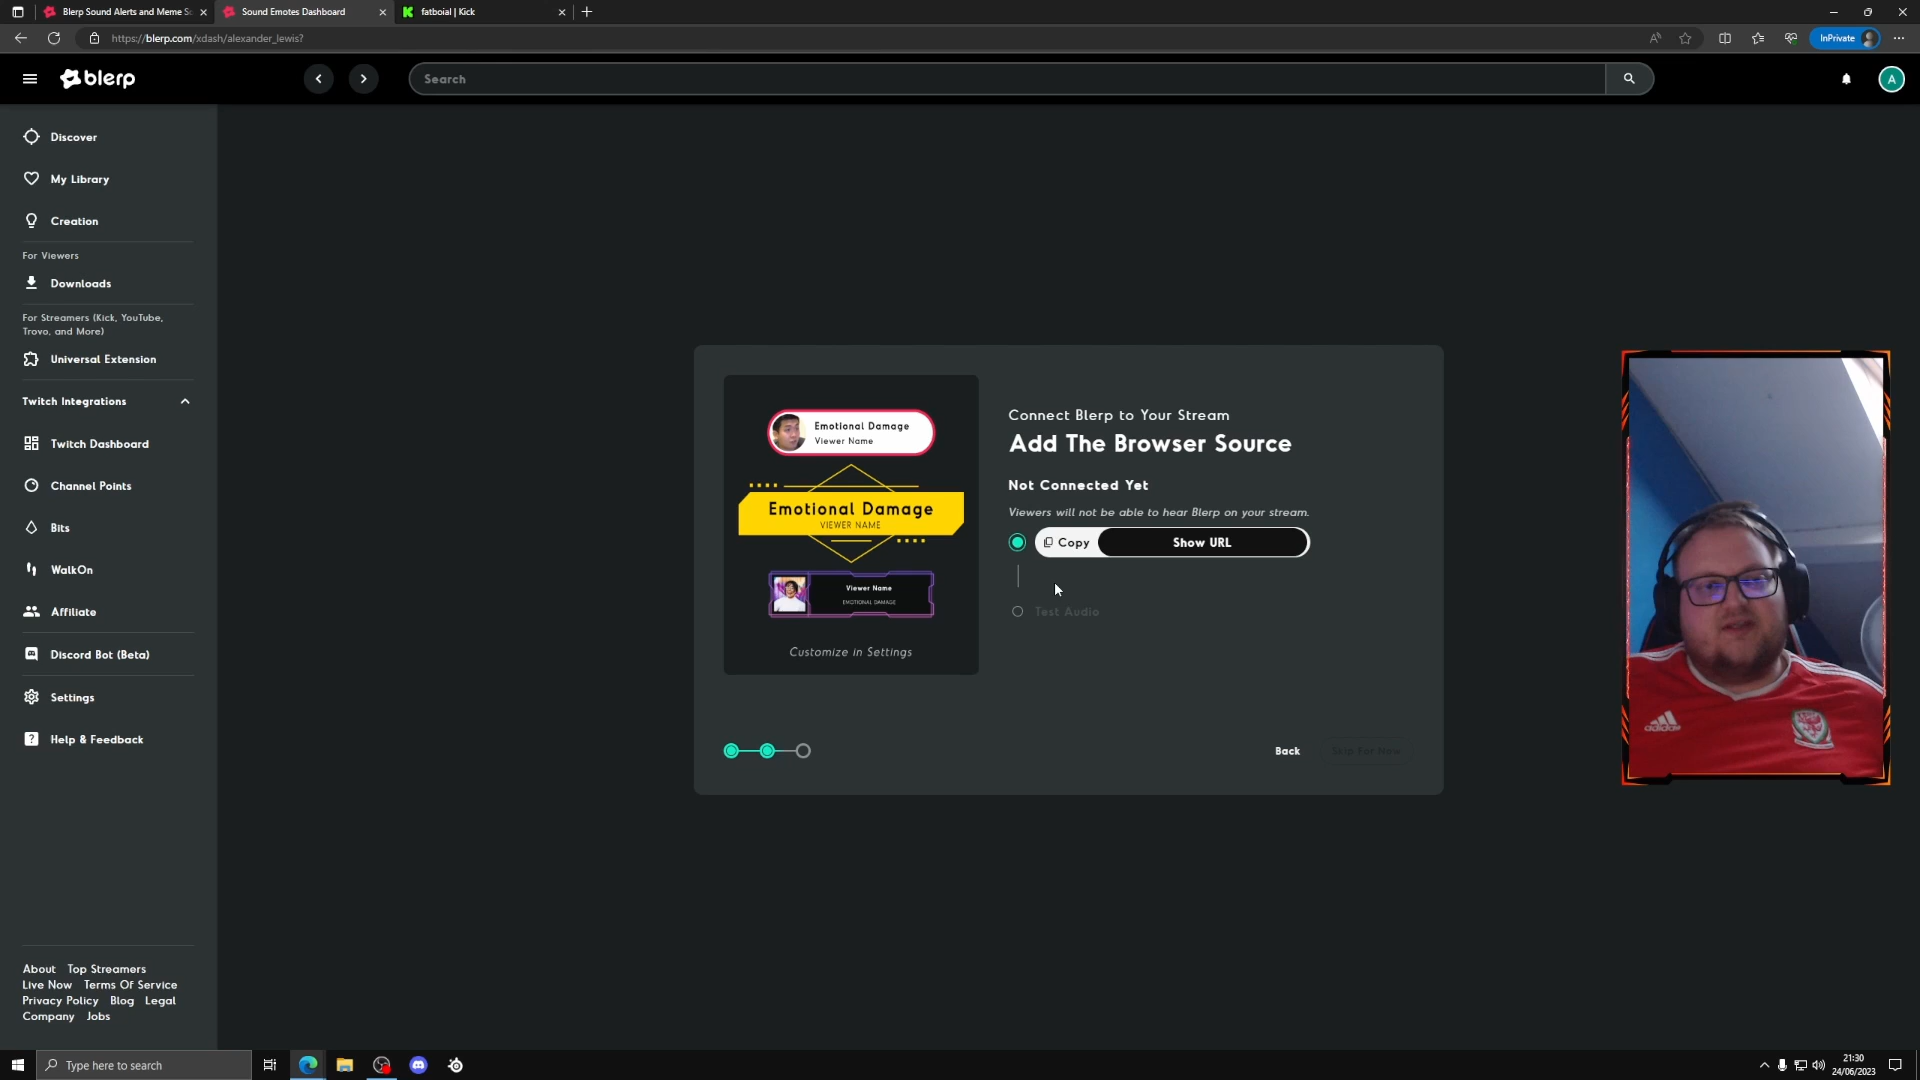 Blerp Sound Alerts and Meme S
Sound Emotes Dashboard
fatboial | Kick
https://blerp.com/xdash/alexander_lewis?
InPrivate
blerp
Search
A
Discover
My Library
Creation
For Viewers
Downloads
For Streamers (Kick, YouTube,
Trovo, and More)
Universal Extension
Twitch Integrations
Twitch Dashboard
Channel Points
Bits
WalkOn
Affiliate
Discord Bot (Beta)
Settings
Help & Feedback
About Top Streamers
Live Now Terms Of Service
Privacy Policy Blog Legal
Company Jobs
Emotional Damage
Viewer Name
Emotional Damage
VIEWER NAME
Viewer Name
EMOTIONAL DAMAGE
Customize in Settings
Connect Blerp to Your Stream
Add The Browser Source
Not Connected Yet
Viewers will not be able to hear Blerp on your stream.
Copy
Show URL
Test Audio
Back
Skip For Now
adidas
Type here to search
21:30
24/06/2023